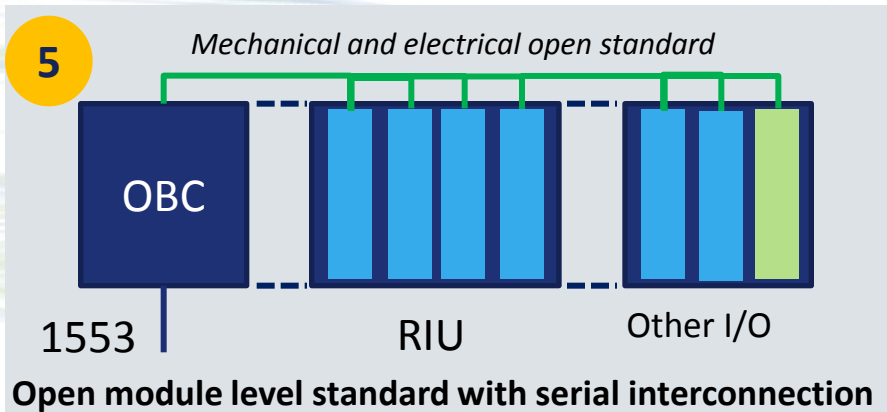 5
Mechanical and electrical open standard
OBC
1553
RIU
Other I/O
Open module level standard with serial interconnection